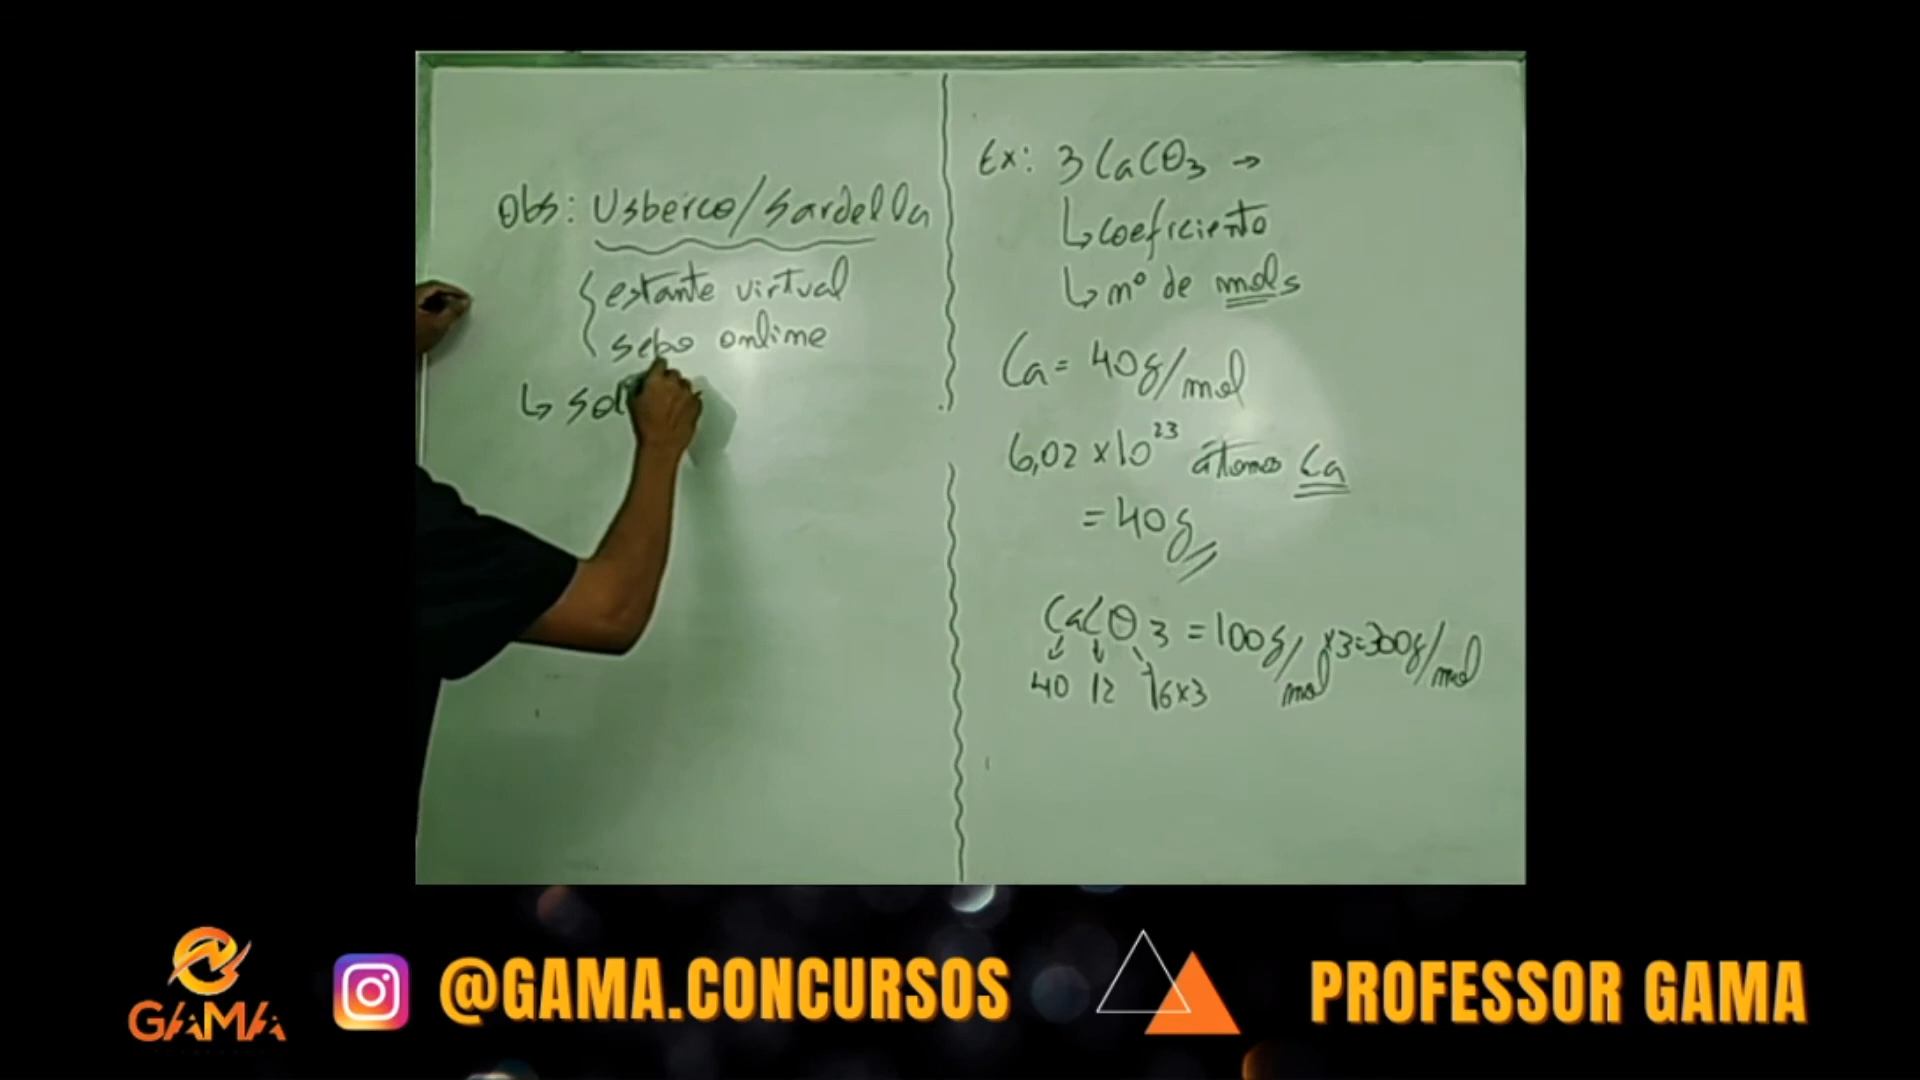 Obs: Usberco/Sardella
estante virtual
sebo online
↳ sol
Ex: 3 CaCO3 →
↳ coeficiente
↳ nº de mols
Ca = 40g/mol
6,02 x 10²³ átomos Ca
= 40g
CaCO3 = 100g/mol x3=300g/mol
40 12 16x3
GAMA
@GAMA.CONCURSOS
PROFESSOR GAMA